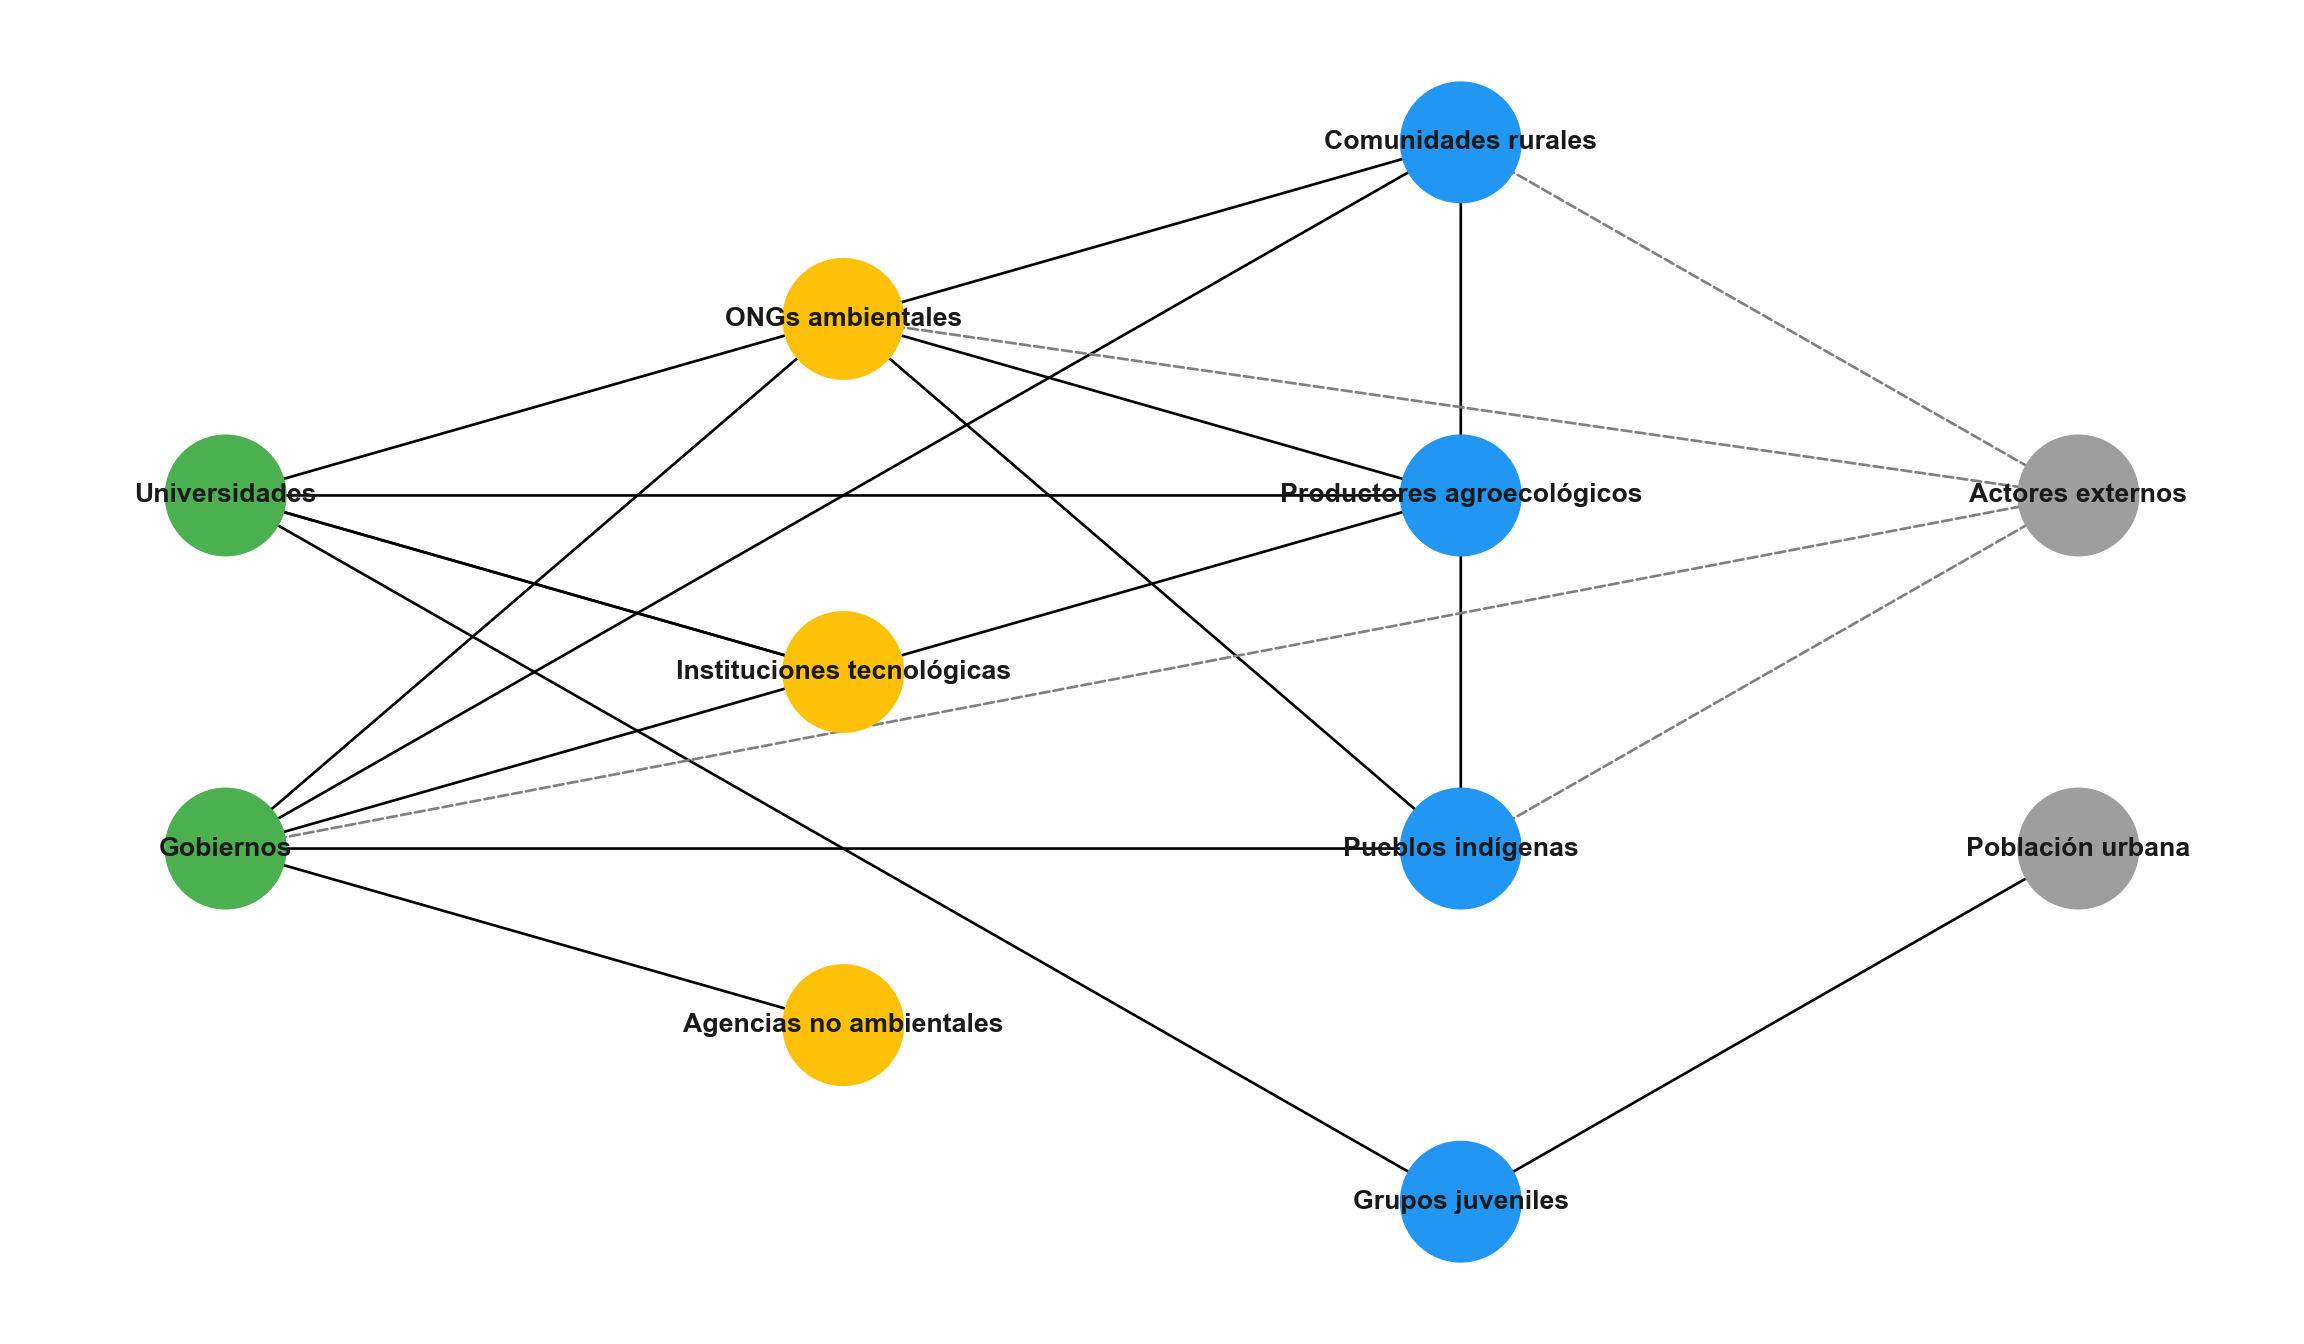 Comunidades rurales
ONGs ambientales
Universidades
Productores agroecológicos
Actores externos
Instituciones tecnológicas
Gobiernos
Pueblos indígenas
Población urbana
Agencias no ambientales
Grupos juveniles